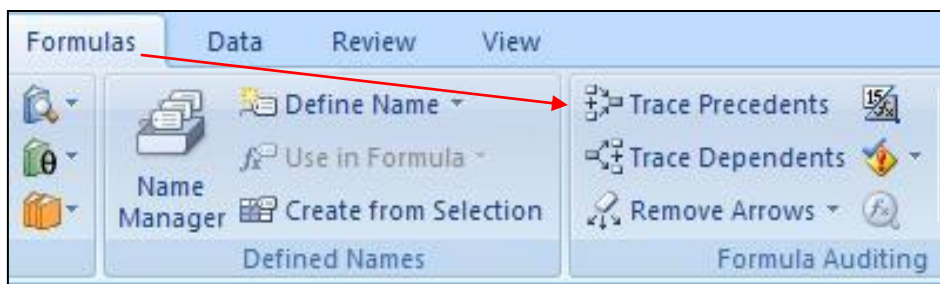 Formulas Data Review View
Define Name
Trace Precedents
Use in Formula
Trace Dependents
Name Manager
Create from Selection
Remove Arrows
Defined Names
Formula Auditing